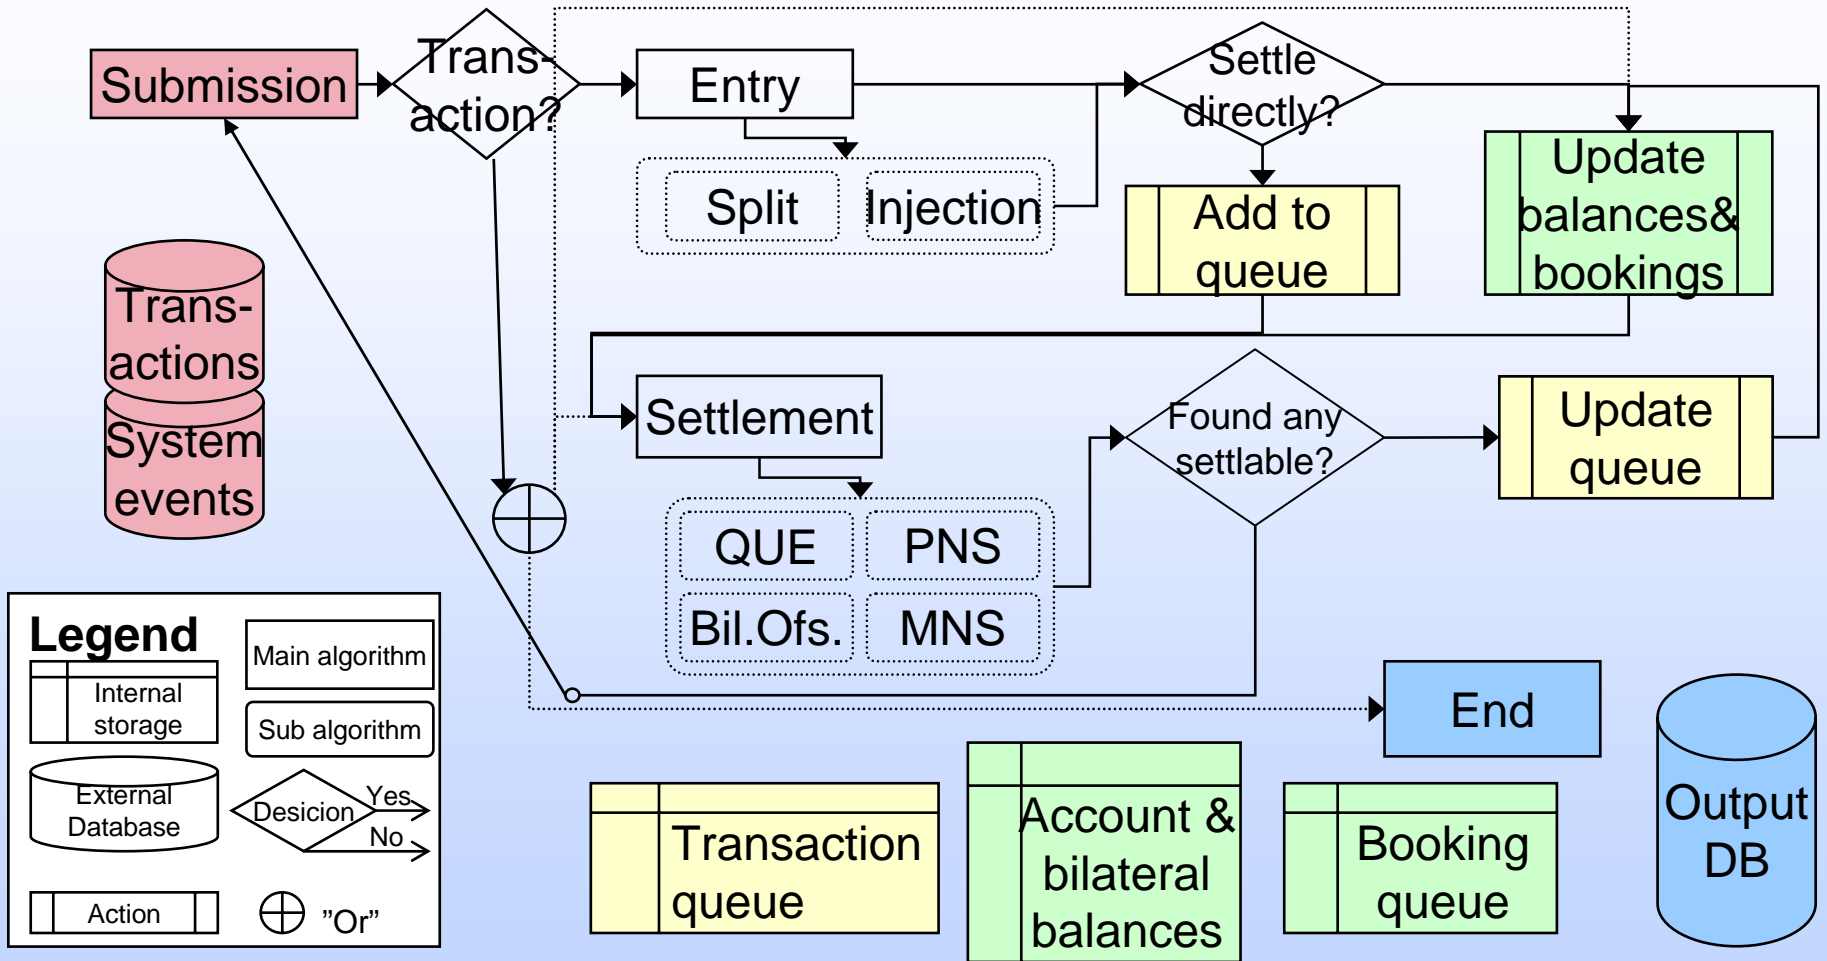 Submission
Trans-
action?
Entry
Settle
directly?
Update
balances&
bookings
Split
Injection
Add to
queue
Trans-
actions
System
events
Settlement
Found any
settlable?
Update
queue
QUE
PNS
Bil.Ofs.
MNS
End
Legend
Internal
storage
Main algorithm
Sub algorithm
External
Database
Desicion
Yes
No
Action
"Or"
Transaction
queue
Account &
bilateral
balances
Booking
queue
Output
DB